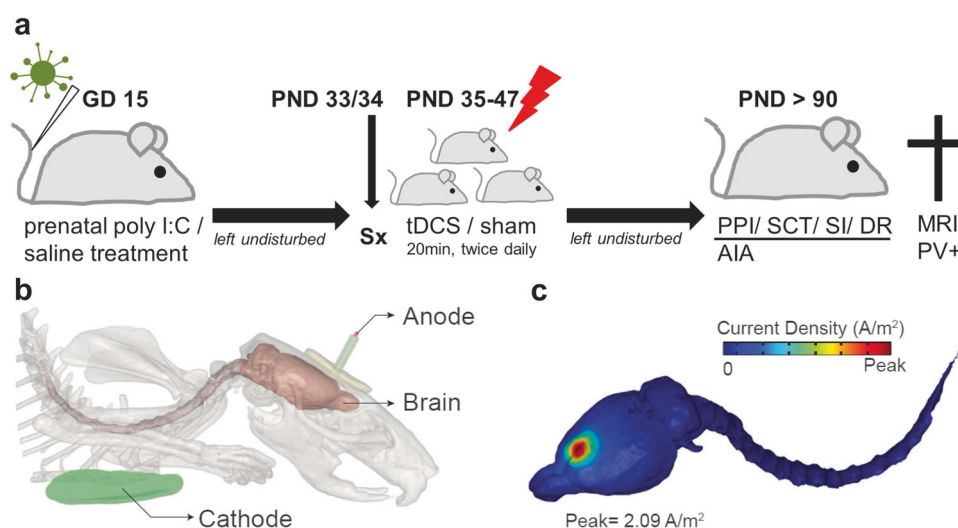 a
GD 15
PND 33/34
PND 35-47
PND > 90
prenatal poly I:C /
saline treatment
left undisturbed
Sx
tDCS / sham
20min, twice daily
left undisturbed
PPI/ SCT/ SI/ DR
AIA
MRI
PV+
b
Anode
Brain
Cathode
c
Current Density (A/m²)
0
Peak
Peak= 2.09 A/m²